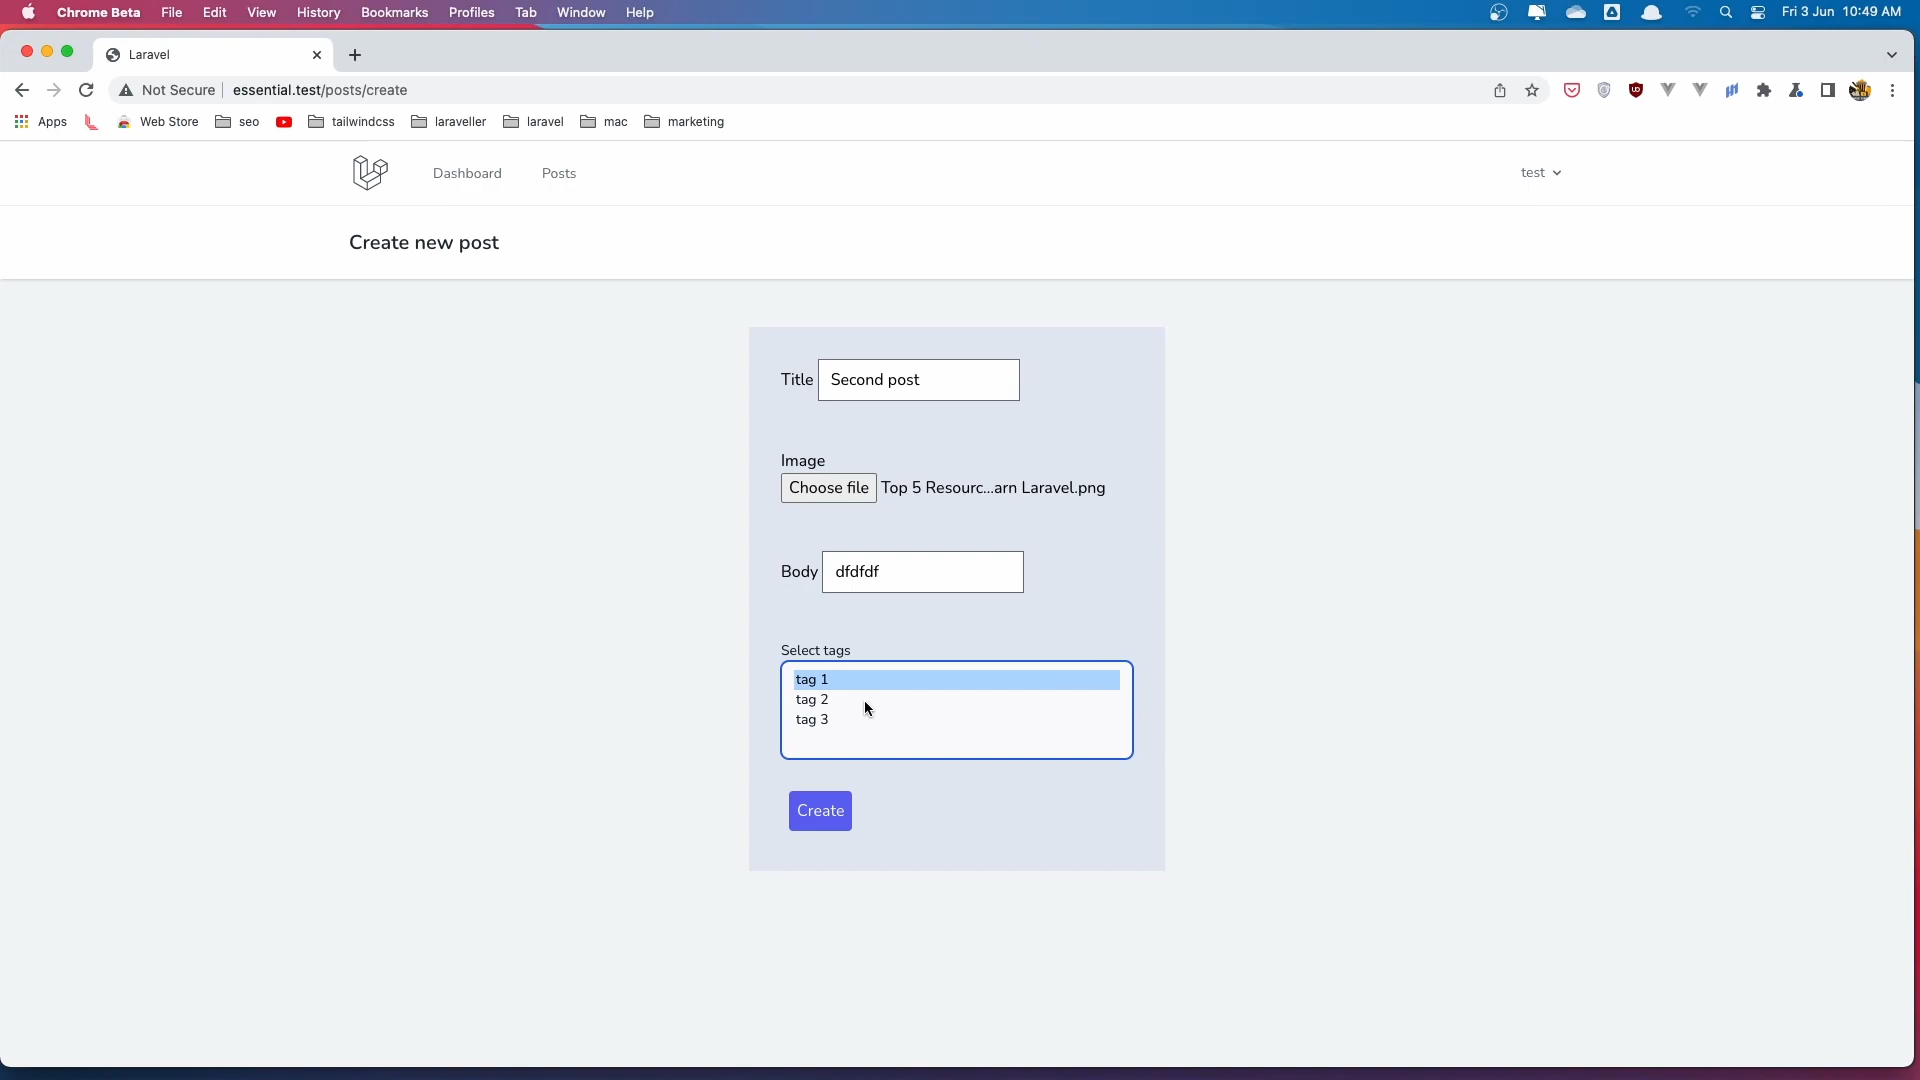 Chrome Beta File Edit View History Bookmarks Profiles Tab Window Help Fri 3 Jun 10:49 AM
Laravel
Not Secure essential.test/posts/create
Apps Web Store seo tailwindcss laraveller laravel mac marketing
Dashboard Posts test
Create new post
Title Second post
Image
Choose file Top 5 Resourc...arn Laravel.png
Body dfdfdf
Select tags
tag 1
tag 2
tag 3
Create